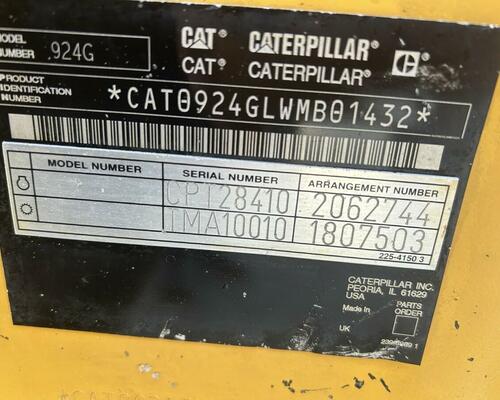 MODEL NUMBER 924G
CAT® CATERPILLAR®
CAT® CATERPILLAR®
PRODUCT IDENTIFICATION NUMBER
*CAT0924GLWMB01432*
MODEL NUMBER SERIAL NUMBER ARRANGEMENT NUMBER
CPT28410 2062744
TMA10010 1807503
225-4150 3
CATERPILLAR INC.
PEORIA, IL 61629
USA
Made In
UK
PARTS ORDER